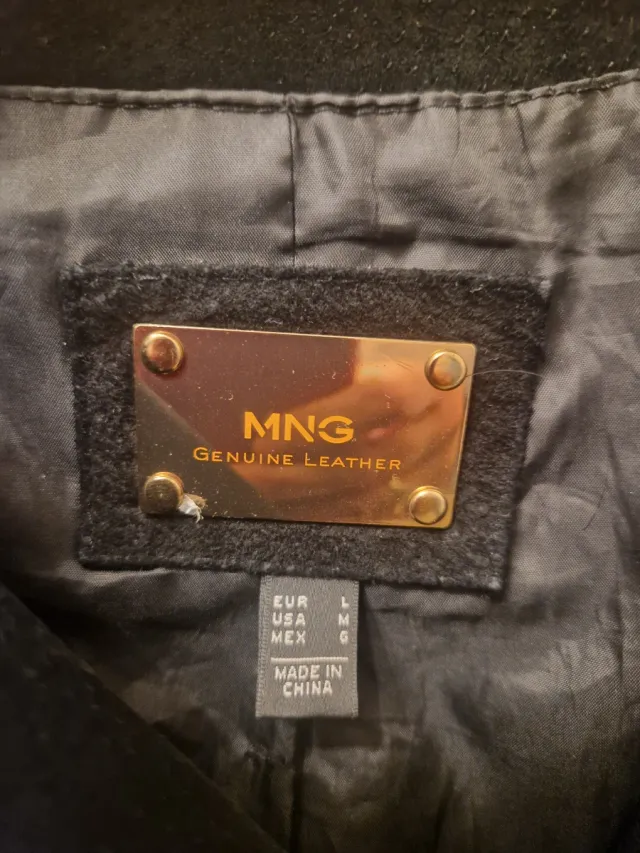 MNG
GENUINE LEATHER
EUR L
USA M
MEX G
MADE IN
CHINA